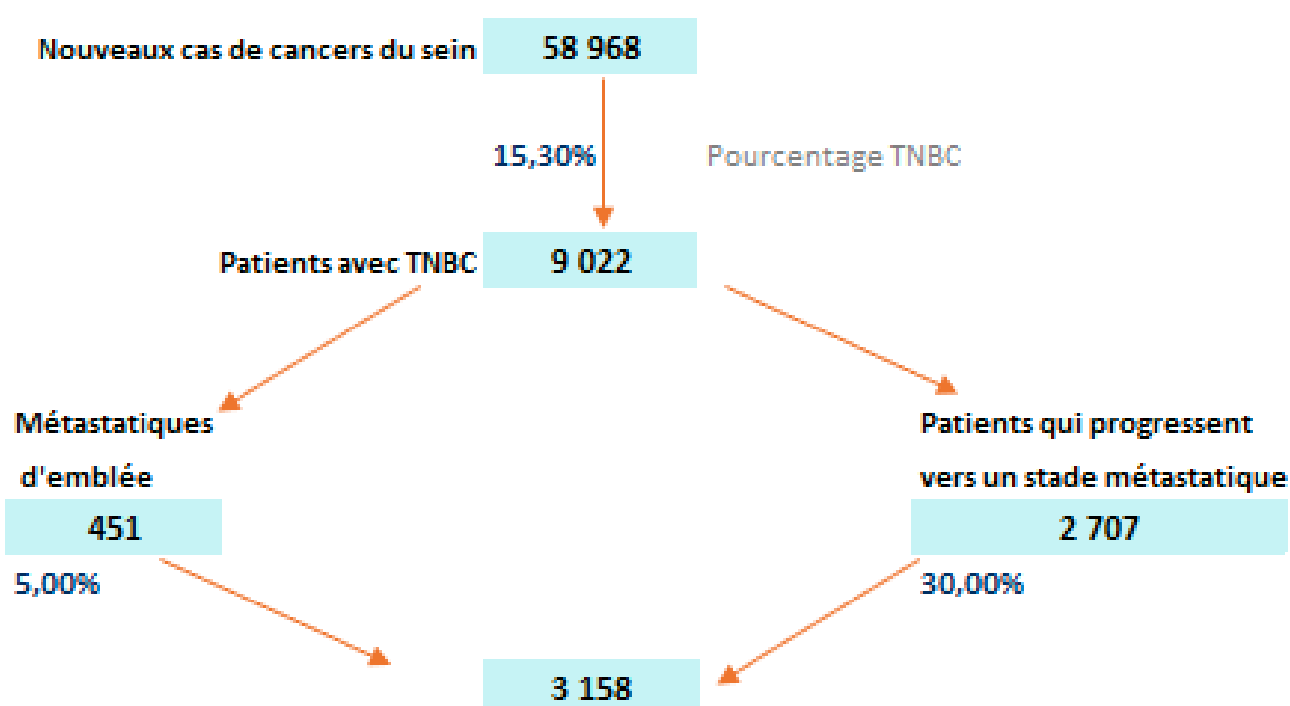 Nouveaux cas de cancers du sein 58 968
15,30% Pourcentage TNBC
Patients avec TNBC 9 022
Métastatiques
d'emblée
451
5,00%
Patients qui progressent
vers un stade métastatique
2 707
30,00%
3 158